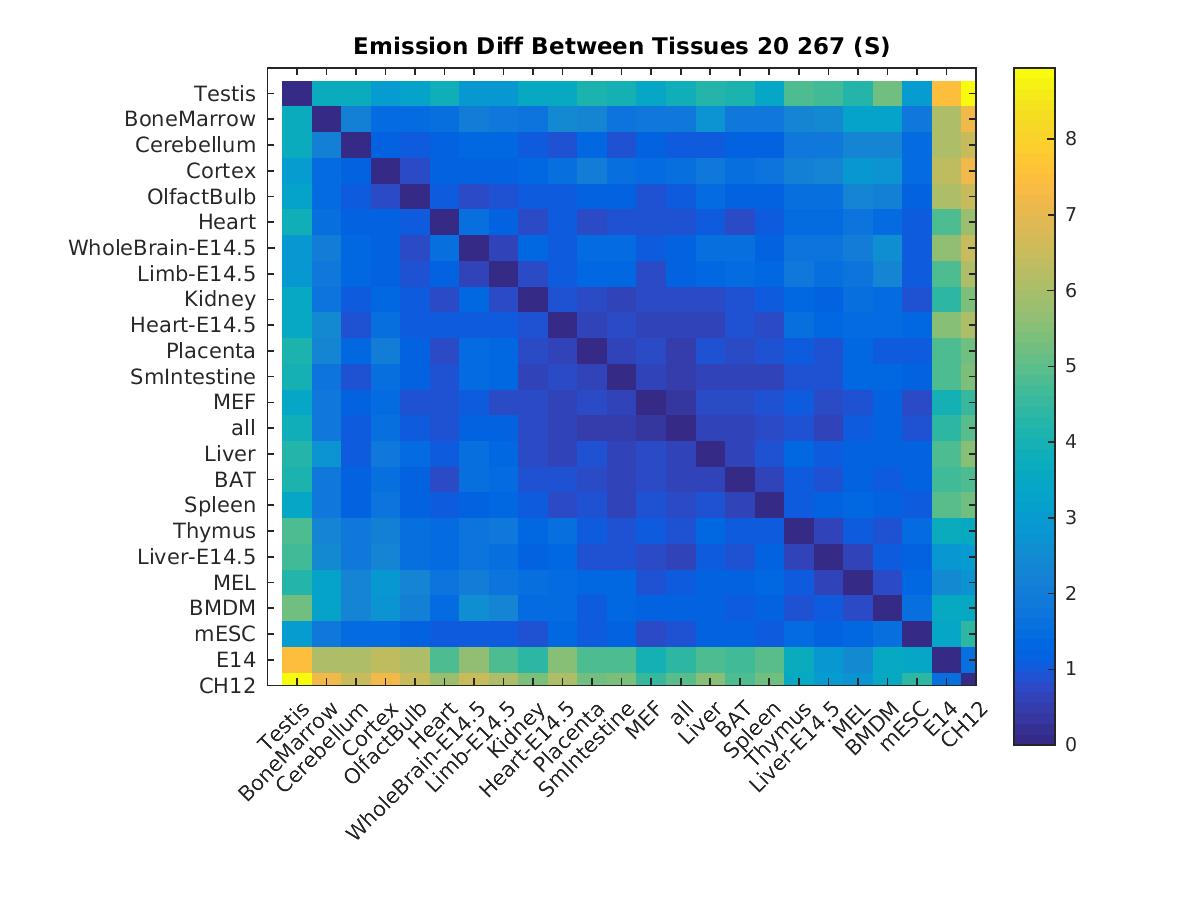 Emission Diff Between Tissues 20 267 (S)
Testis
BoneMarrow
Cerebellum
Cortex
OlfactBulb
Heart
WholeBrain-E14.5
Limb-E14.5
Kidney
Heart-E14.5
Placenta
SmIntestine
MEF
all
Liver
BAT
Spleen
Thymus
Liver-E14.5
MEL
BMDM
mESC
E14
CH12
Testis
BoneMarrow
Cerebellum
Cortex
OlfactBulb
Heart
WholeBrain-E14.5
Limb-E14.5
Kidney
Heart-E14.5
Placenta
SmIntestine
MEF
all
Liver
BAT
Spleen
Thymus
Liver-E14.5
MEL
BMDM
mESC
E14
CH12
8
7
6
5
4
3
2
1
0